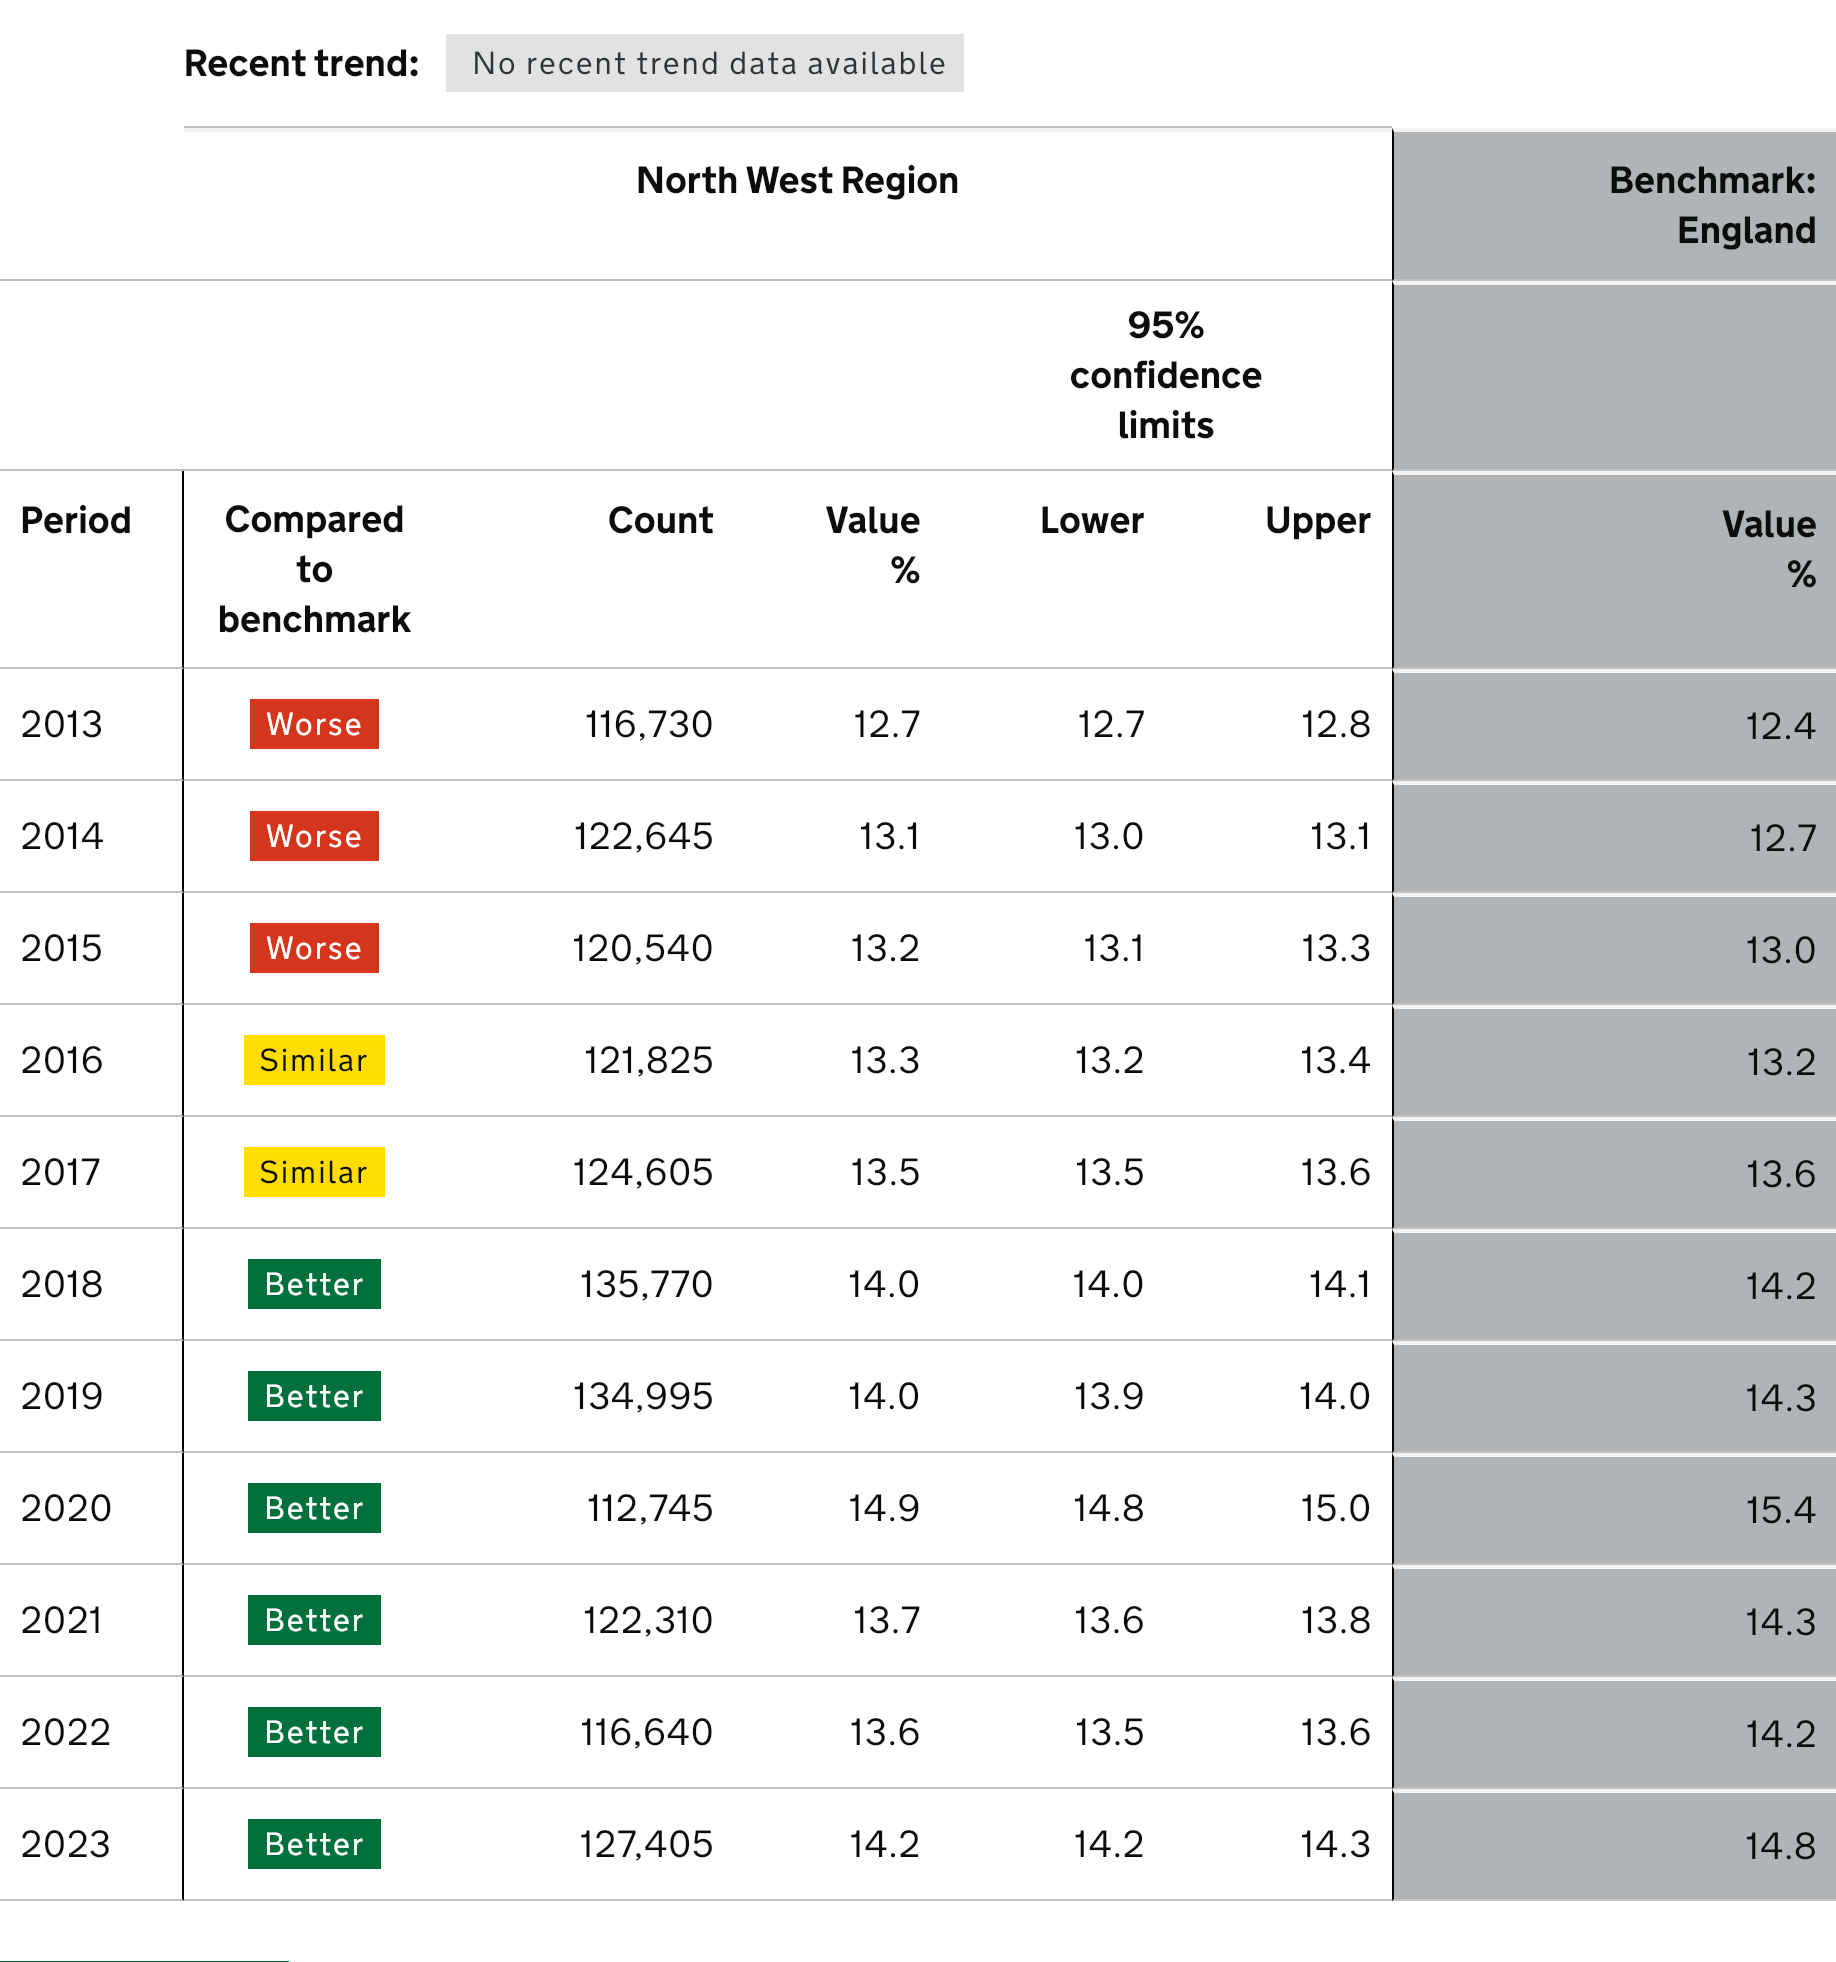 Recent trend: No recent trend data available
North West Region Benchmark:
England
95%
confidence
limits
Period Compared Count Value Lower Upper Value
to % %
benchmark
2013 Worse 116,730 12.7 12.7 12.8 12.4
2014 Worse 122,645 13.1 13.0 13.1 12.7
2015 Worse 120,540 13.2 13.1 13.3 13.0
2016 Similar 121,825 13.3 13.2 13.4 13.2
2017 Similar 124,605 13.5 13.5 13.6 13.6
2018 Better 135,770 14.0 14.0 14.1 14.2
2019 Better 134,995 14.0 13.9 14.0 14.3
2020 Better 112,745 14.9 14.8 15.0 15.4
2021 Better 122,310 13.7 13.6 13.8 14.3
2022 Better 116,640 13.6 13.5 13.6 14.2
2023 Better 127,405 14.2 14.2 14.3 14.8